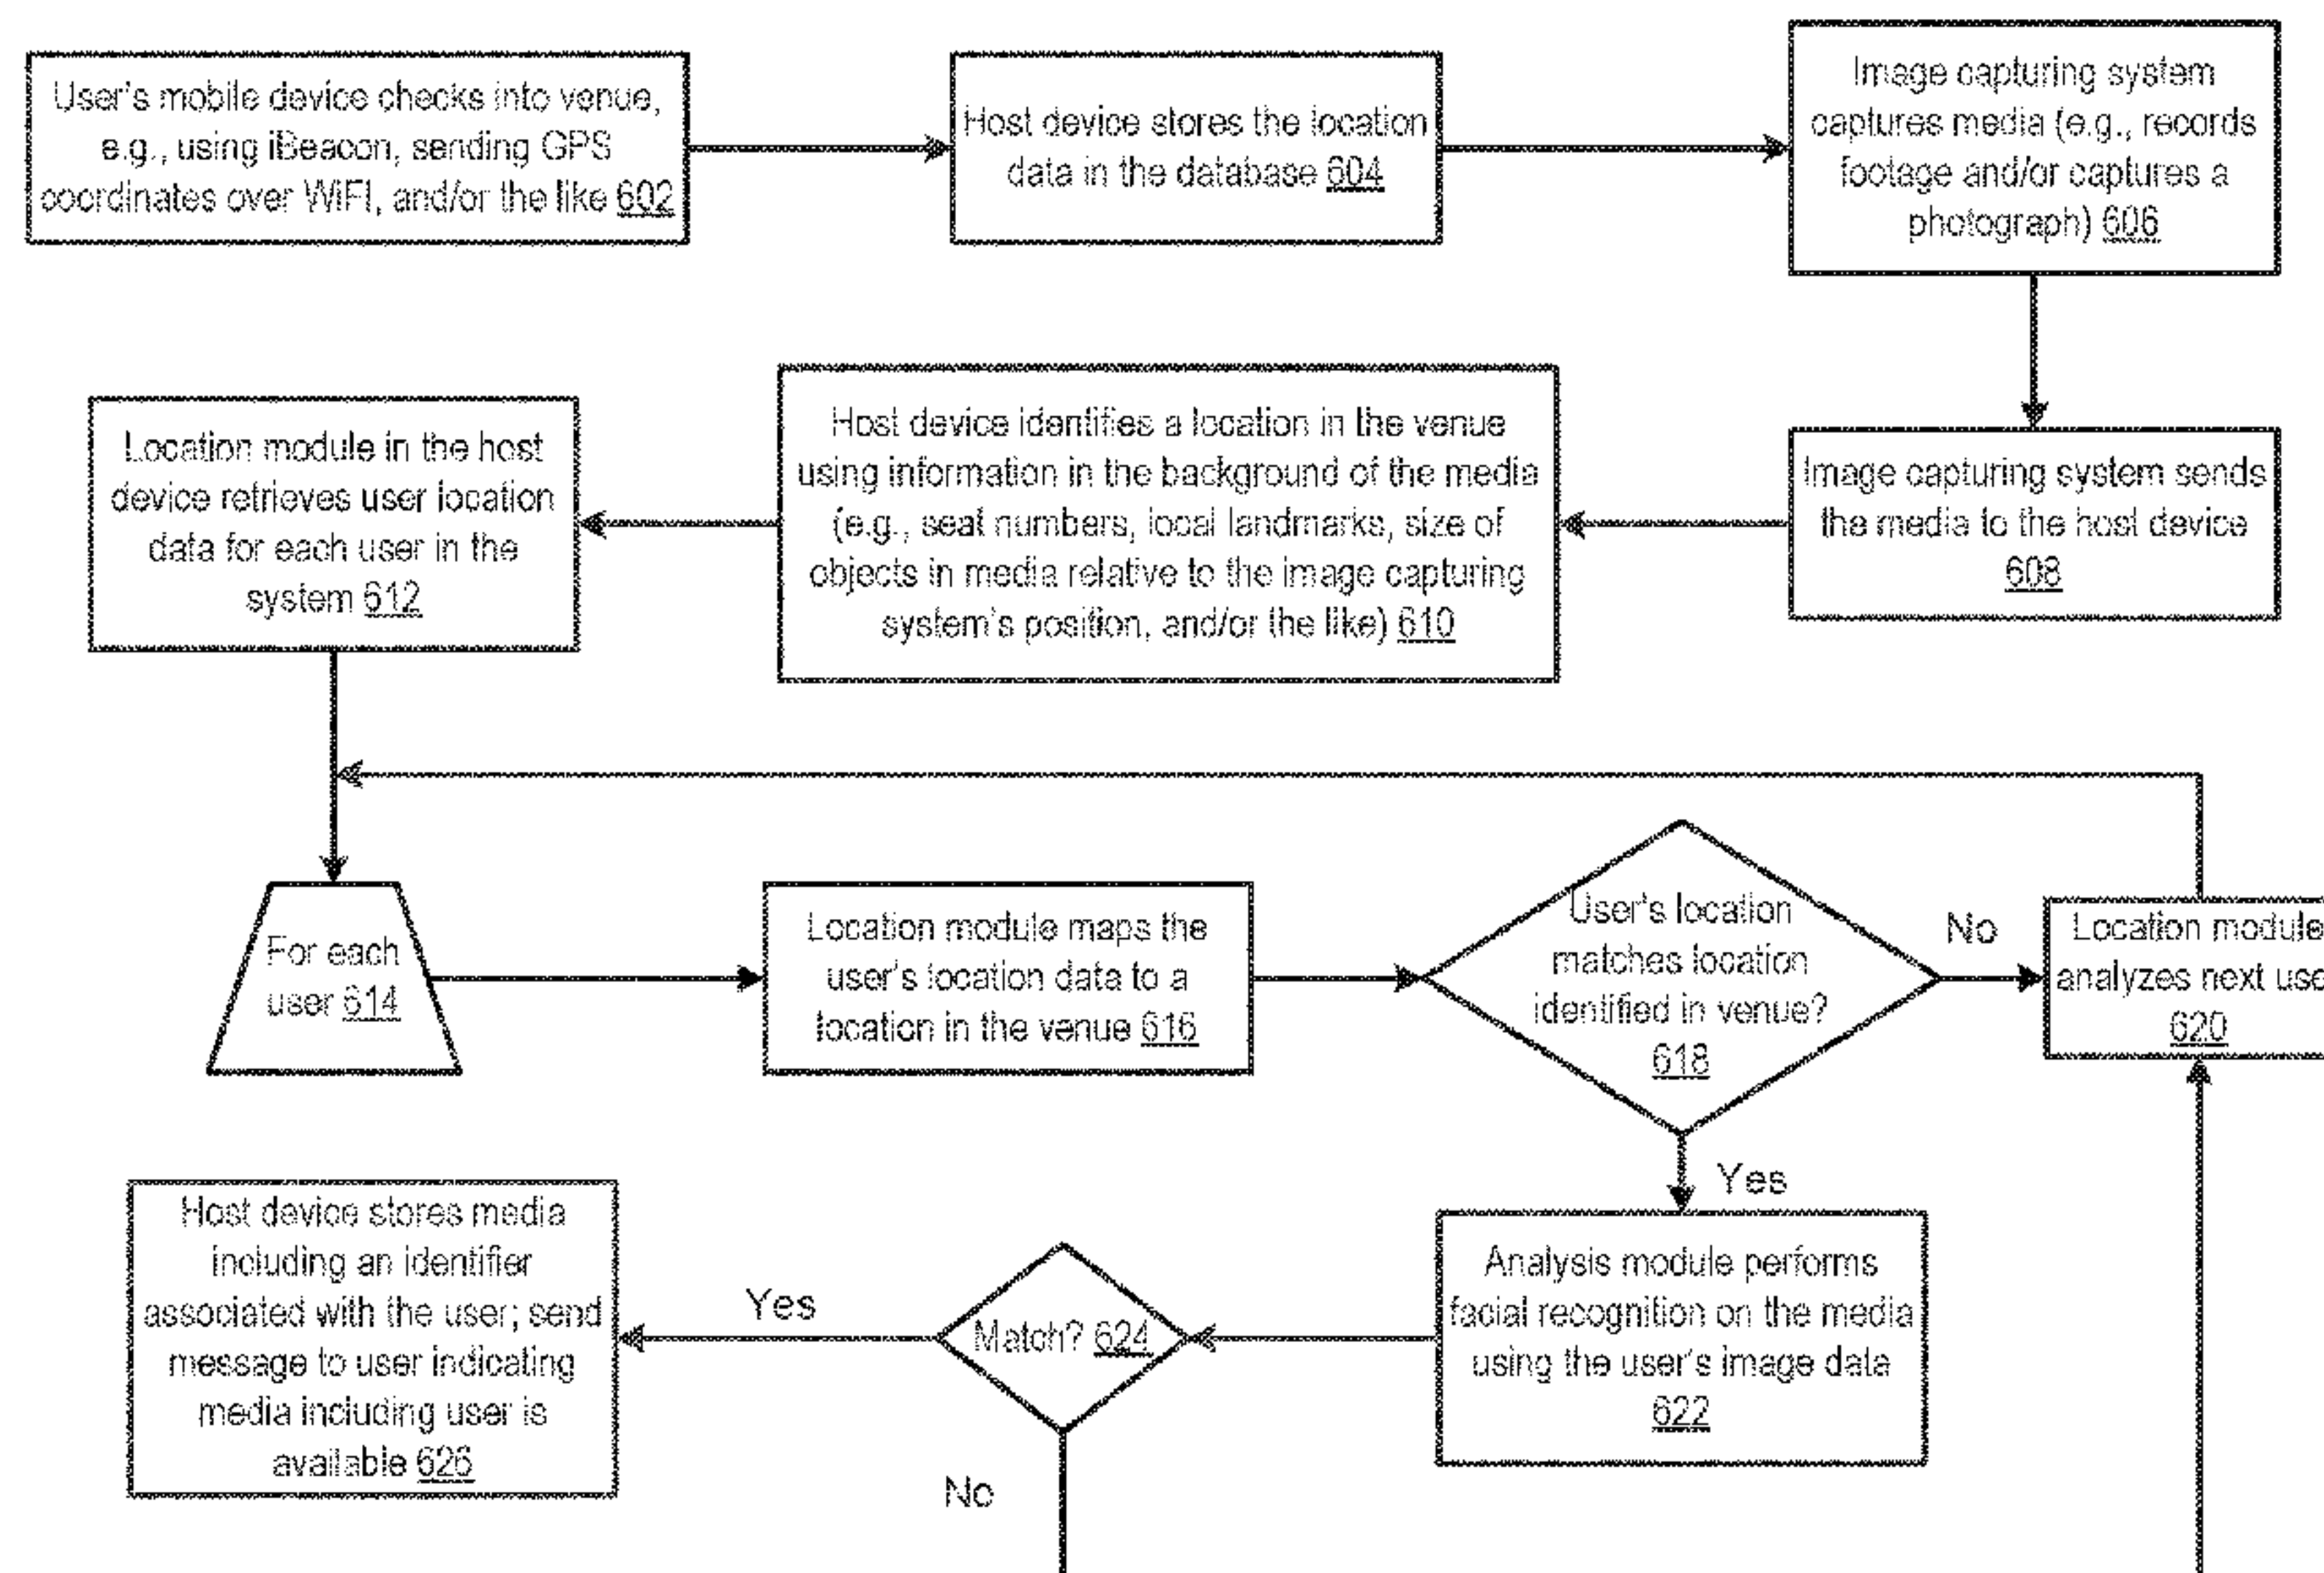 User's mobile device checks into venue,
e.g., using iBeacon, sending GPS
coordinates over WiFI, and/or the like 602
Host device stores the location
data in the database 604
Image capturing system
captures media (e.g., records
footage and/or captures a
photograph) 606
Location module in the host
device retrieves user location
data for each user in the
system 612
Host device identifies a location in the venue
using information in the background of the media
(e.g., seat numbers, local landmarks, size of
objects in media relative to the image capturing
system's position, and/or the like) 610
Image capturing system sends
the media to the host device
608
For each
user 614
Location module maps the
user's location data to a
location in the venue 616
User's location
matches location
identified in venue?
618
No
Location module
analyzes next use
620
Yes
Host device stores media
including an identifier
associated with the user; send
message to user indicating
media including user is
available 626
Yes
Match? 624
No
Analysis module performs
facial recognition on the media
using the user's image data
622